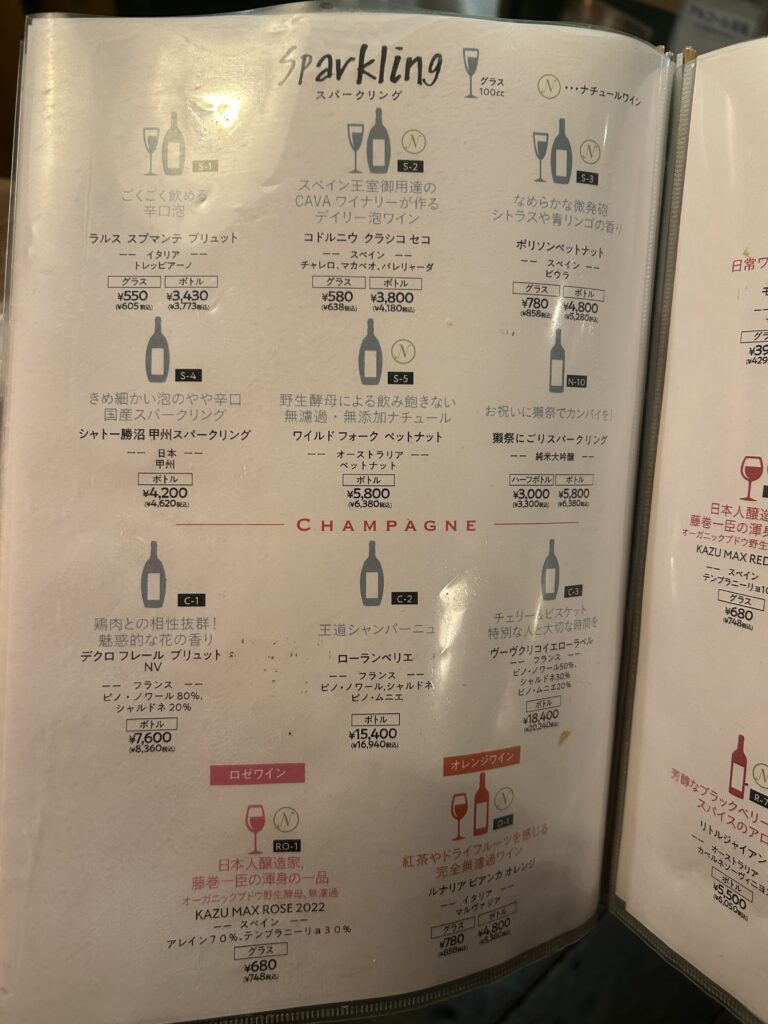 Sparkling
スパークリング
グラス
100cc
N ・・・ナチュールワイン
S-1
ごくごく飲める
辛口泡
ラルス スプマンテ ブリュット
イタリア
トレッビアーノ
グラス ボトル
¥550 ¥3,430
(¥605税込) (¥3,773税込)
N
S-2
スペイン王室御用達の
CAVAワイナリーが作る
デイリー泡ワイン
コドルニウ クラシコ セコ
スペイン
チャレロ、マカベオ、パレリャーダ
グラス ボトル
¥580 ¥3,800
(¥638税込) (¥4,180税込)
N
S-3
なめらかな微発砲
シトラスや青リンゴの香り
ポリソンペットナット
スペイン
ビウラ
グラス ボトル
¥780 ¥4,800
(¥858税込) (¥5,280税込)
S-4
きめ細かい泡のやや辛口
国産スパークリング
シャトー勝沼 甲州スパークリング
日本
甲州
ボトル
¥4,200
(¥4,620税込)
N
S-5
野生酵母による飲み飽きない
無濾過・無添加ナチュール
ワイルド フォーク ペットナット
オーストラリア
ペットナット
ボトル
¥5,800
(¥6,380税込)
N-10
お祝いに獺祭でカンパイを!
獺祭にごりスパークリング
純米大吟醸
ハーフボトル ボトル
¥3,000 ¥5,800
(¥3,300税込) (¥6,380税込)
CHAMPAGNE
C-1
鶏肉との相性抜群!
魅惑的な花の香り
デクロ フレール ブリュット
NV
フランス
ピノ・ノワール 80%、
シャルドネ 20%
ボトル
¥7,600
(¥8,360税込)
C-2
王道シャンパーニュ
ローランペリエ
フランス
ピノ・ノワール、シャルドネ
ピノ・ムニエ
ボトル
¥15,400
(¥16,940税込)
C-3
チェリー&ビスケット
特別な人と大切な時間を
ヴーヴクリコイエローラベル
フランス
ピノ・ノワール50%、
シャルドネ30%
ピノ・ムニエ20%
ボトル
¥18,400
(¥20,240税込)
ロゼワイン
N
RO-1
日本人醸造家、
藤巻一臣の渾身の一品
オーガニックブドウ野生酵母、無濾過
KAZU MAX ROSE 2022
スペイン
アレイン70%、テンプラニーリョ30%
グラス
¥680
(¥748税込)
オレンジワイン
N
O-1
紅茶やドライフルーツを感じる
完全無濾過ワイン
ルナリア ビアンカ オレンジ
イタリア
マルヴァジア
グラス ボトル
¥780 ¥4,800
(¥858税込) (¥5,380税込)
日常ワ
モ
グラ
¥39
(¥429
日本人醸造
藤巻一臣の渾身
オーガニックブドウ野生
KAZU MAX RED
スペイン
テンプラニーリョ10
グラス
¥680
(¥748税込)
N
R-7
芳醇なブラックベリー
スパイスのアロ
リトルジャイアン
オーストラリア
カベルネソーヴィニヨ
ボトル
¥5,500
(¥6,050税込)